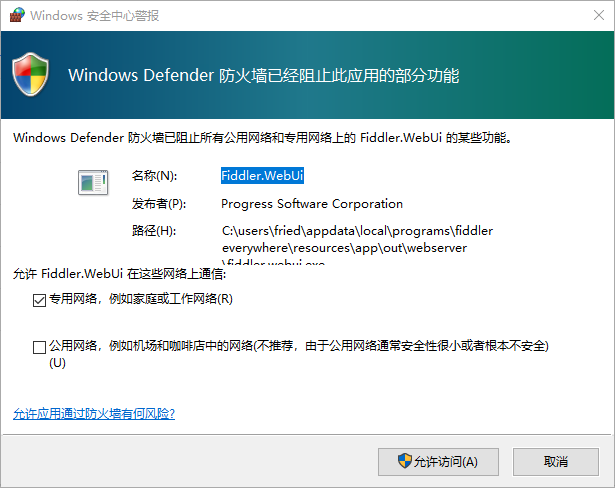 Windows 安全中心警报
Windows Defender 防火墙已经阻止此应用的部分功能
Windows Defender 防火墙已阻止所有公用网络和专用网络上的 Fiddler.WebUi 的某些功能。
名称(N): Fiddler.WebUi
发布者(P): Progress Software Corporation
路径(H): C:\users\fried\appdata\local\programs\fiddler
everywhere\resources\app\out\webserver
\fiddler.webui.exe
允许 Fiddler.WebUi 在这些网络上通信:
专用网络，例如家庭或工作网络(R)
公用网络，例如机场和咖啡店中的网络(不推荐，由于公用网络通常安全性很小或者根本不安全)
(U)
允许应用通过防火墙有何风险?
允许访问(A) 取消